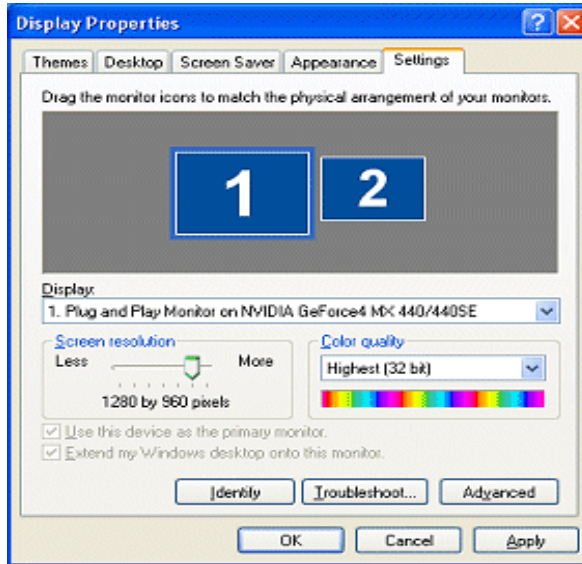 Display Properties
Themes Desktop Screen Saver Appearance Settings
Drag the monitor icons to match the physical arrangement of your monitors.
1 2
Display:
1. Plug and Play Monitor on NVIDIA GeForce4 MX 440/440SE
Screen resolution
Less More
1280 by 960 pixels
Color quality
Highest (32 bit)
Use this device as the primary monitor.
Extend my Windows desktop onto this monitor.
Identify Troubleshoot... Advanced
OK Cancel Apply